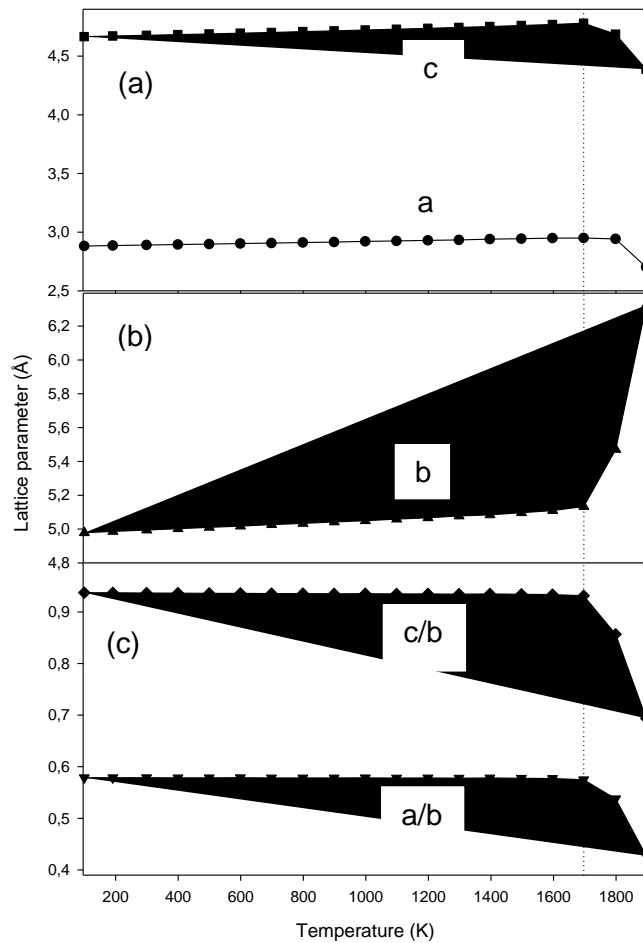 4,5
c
(a)
4,0
3,5
a
3,0
2,5
6,2
(b)
6,0
5,8
5,6
5,4
b
5,2
5,0
4,8
Lattice parameter (Å)
0,9
c/b
(c)
0,8
0,7
0,6
0,5
a/b
0,4
200 400 600 800 1000 1200 1400 1600 1800
Temperature (K)